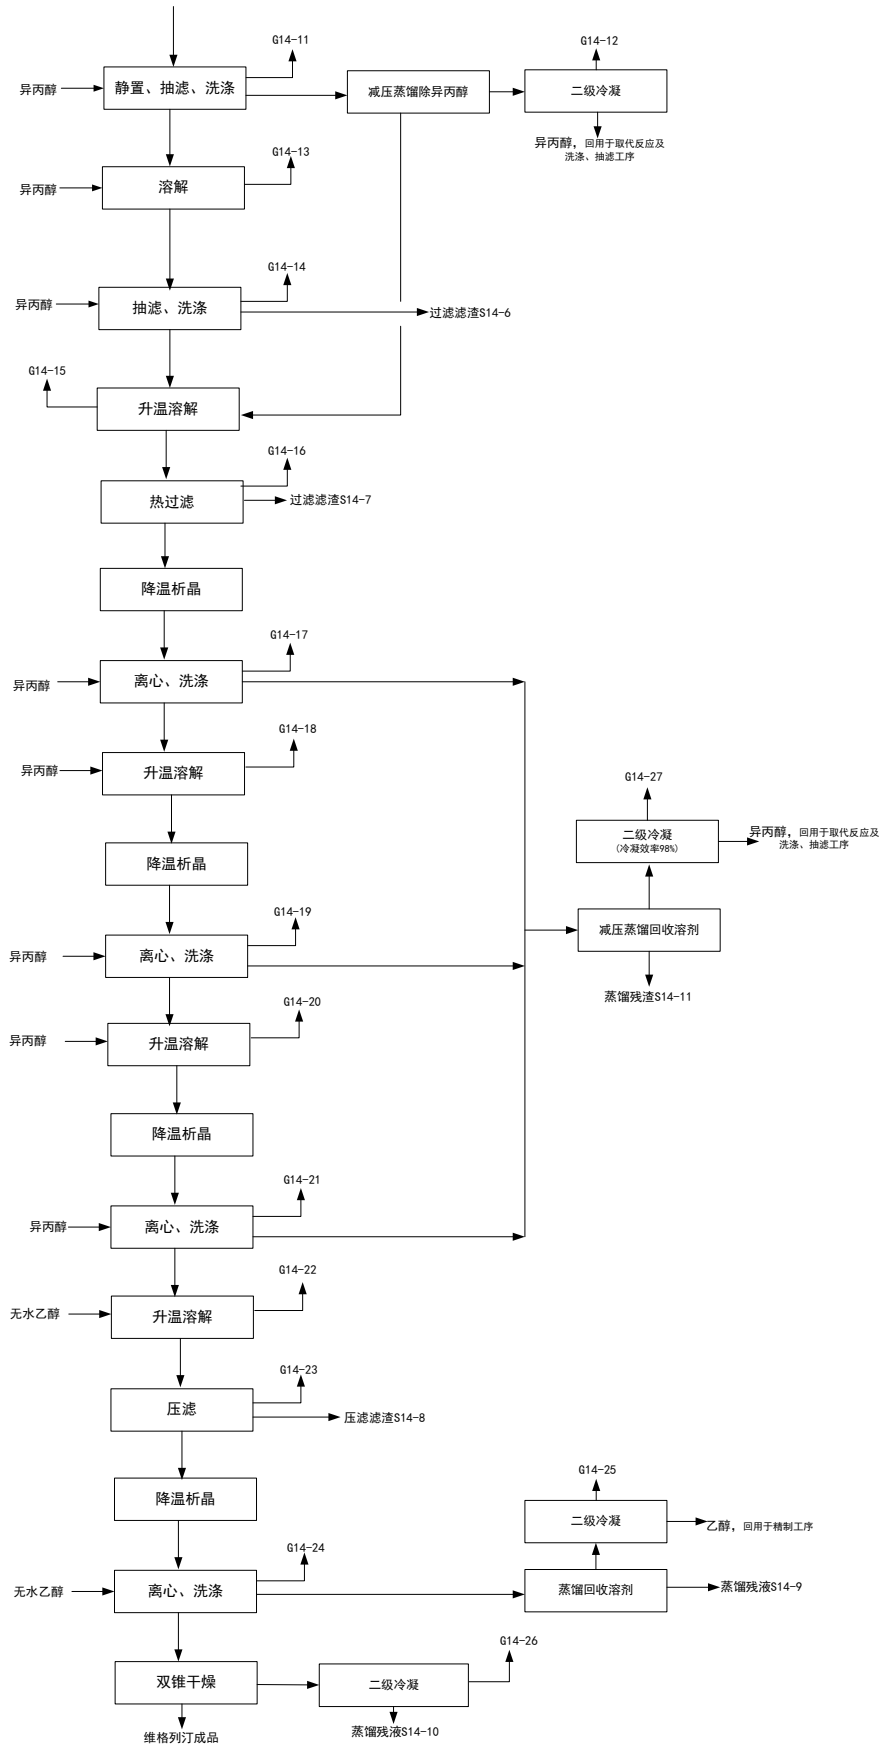 G14-11
G14-12
异丙醇
静置、抽滤、洗涤
减压蒸馏除异丙醇
二级冷凝
异丙醇，回用于取代反应及
洗涤、抽滤工序
G14-13
异丙醇
溶解
G14-14
异丙醇
抽滤、洗涤
过滤滤渣S14-6
G14-15
升温溶解
G14-16
热过滤
过滤滤渣S14-7
降温析晶
G14-17
异丙醇
离心、洗涤
G14-18
异丙醇
升温溶解
G14-27
二级冷凝
(冷凝效率98%)
异丙醇，回用于取代反应及
洗涤、抽滤工序
降温析晶
G14-19
异丙醇
离心、洗涤
减压蒸馏回收溶剂
蒸馏残渣S14-11
G14-20
异丙醇
升温溶解
降温析晶
G14-21
异丙醇
离心、洗涤
G14-22
无水乙醇
升温溶解
G14-23
压滤
压滤滤渣S14-8
G14-25
降温析晶
二级冷凝
乙醇，回用于精制工序
G14-24
无水乙醇
离心、洗涤
蒸馏回收溶剂
蒸馏残液S14-9
G14-26
双锥干燥
二级冷凝
蒸馏残液S14-10
维格列汀成品